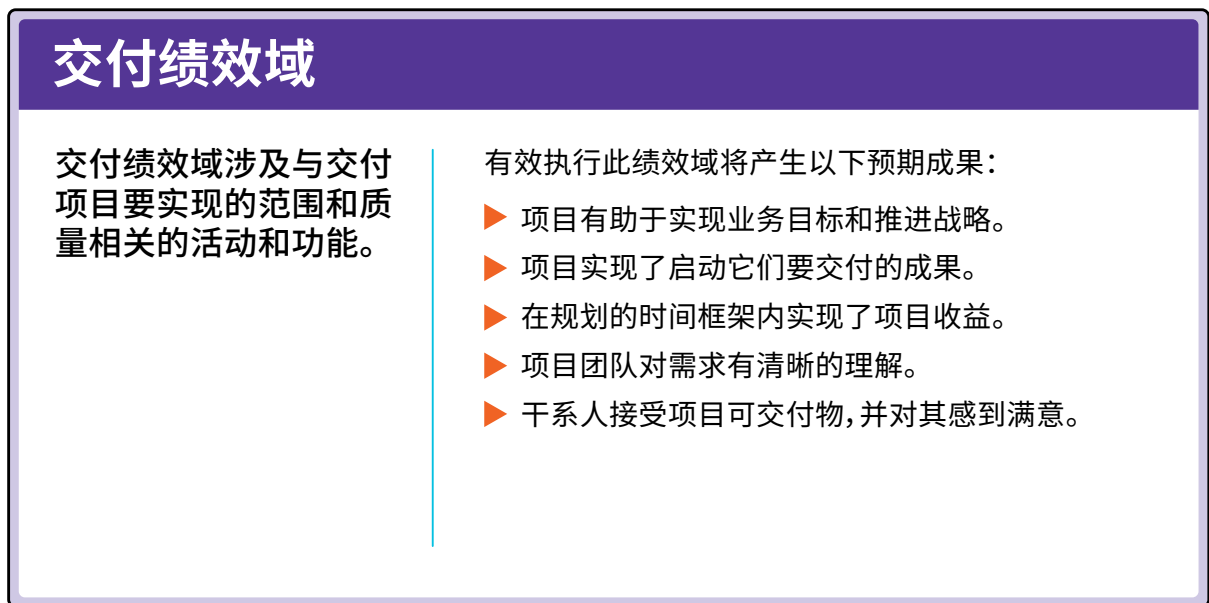 交付绩效域
交付绩效域涉及与交付
项目要实现的范围和质
量相关的活动和功能。
有效执行此绩效域将产生以下预期成果：
▶ 项目有助于实现业务目标和推进战略。
▶ 项目实现了启动它们要交付的成果。
▶ 在规划的时间框架内实现了项目收益。
▶ 项目团队对需求有清晰的理解。
▶ 干系人接受项目可交付物，并对其感到满意。